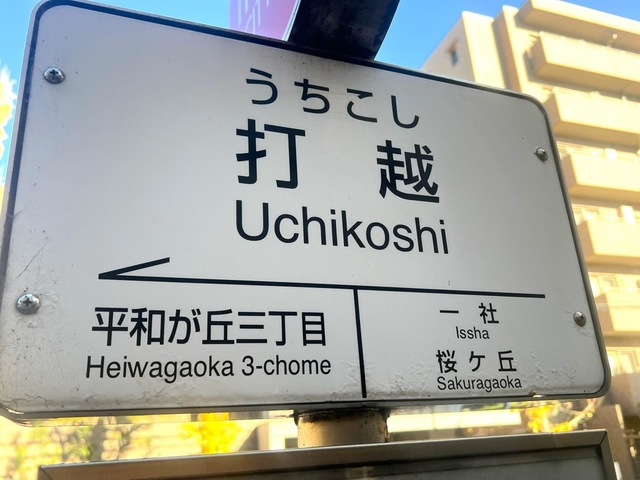 うちこし
打越
Uchikoshi
平和が丘三丁目
Heiwagaoka 3-chome
一社
Issha
桜ケ丘
Sakuragaoka